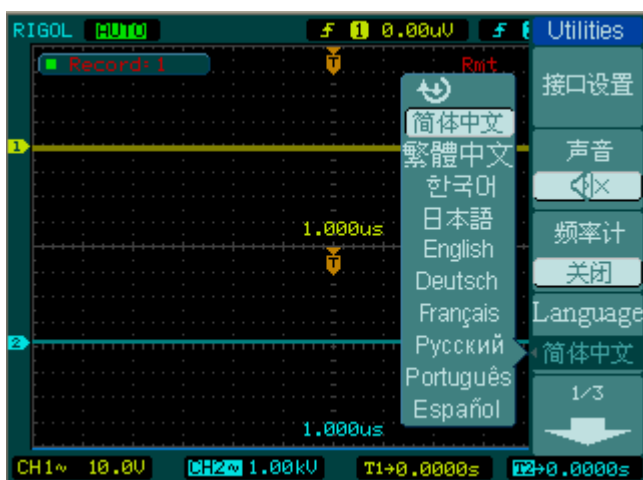 RIGOL AUTO 1 0.00uV
Utilities
Record: 1
T
Rmt
接口设置
简体中文
繁體中文
한국어
日本語
English
Deutsch
Français
Русский
Português
Español
1
声音
1.000us
频率计
关闭
T
Language
简体中文
2
1/3
1.000us
CH1~ 10.0V CH2~ 1.00kV T1→0.0000s T2→0.0000s